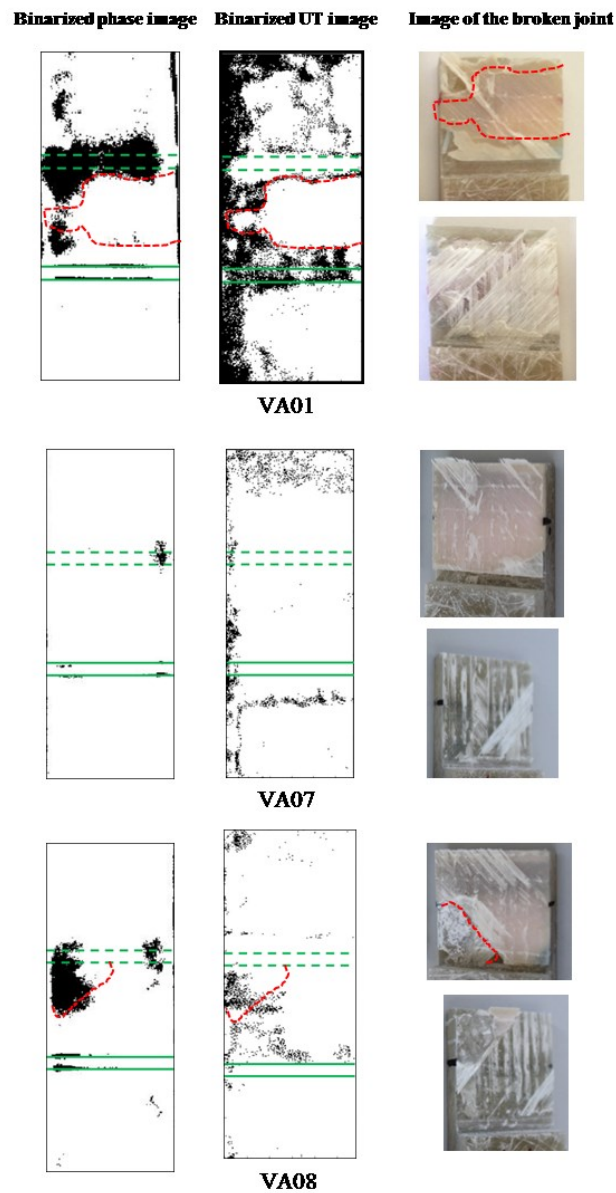 Binarized phase image Binarized UT image Image of the broken joint
VA01
VA07
VA08